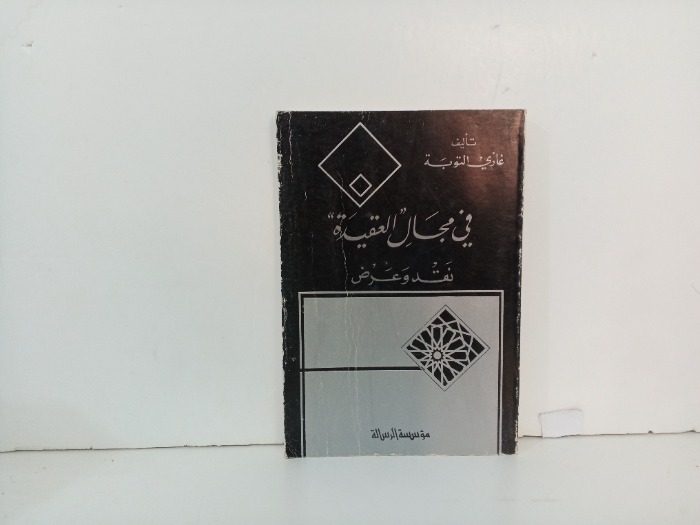 تأليف
غازي التوبة
في مجال "العقيدة"
نقد وعرض
مؤسسة الرسالة